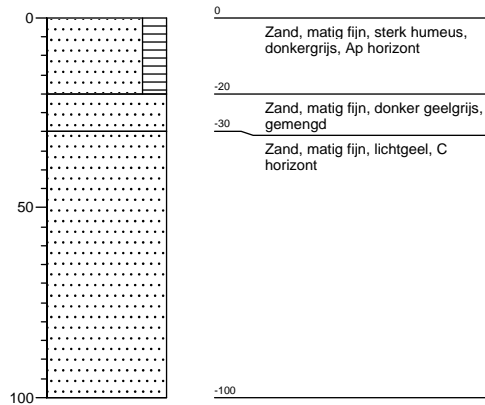 0
50
100
0
Zand, matig fijn, sterk humeus,
donkergrijs, Ap horizont
-20
Zand, matig fijn, donker geelgrijs,
gemengd
-30
Zand, matig fijn, lichtgeel, C
horizont
-100